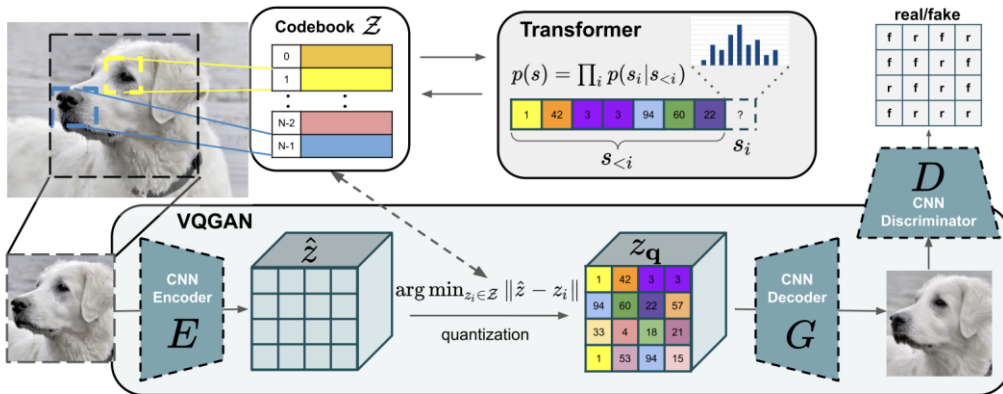 Codebook 𝒵
0
1
⋮ ⋮
N-2
N-1
Transformer
p(s) = ∏ᵢ p(sᵢ|s<ᵢ)
1 42 3 3 94 60 22 ?
s<ᵢ sᵢ
real/fake
f r f r
f f r r
r f r f
f r r r
D
CNN
Discriminator
VQGAN
CNN
Encoder
E
ẑ
arg min_{zᵢ∈𝒵} ‖ẑ − zᵢ‖
quantization
z_q
1 42 3 3
94 60 22 57
33 4 18 21
1 53 94 15
CNN
Decoder
G